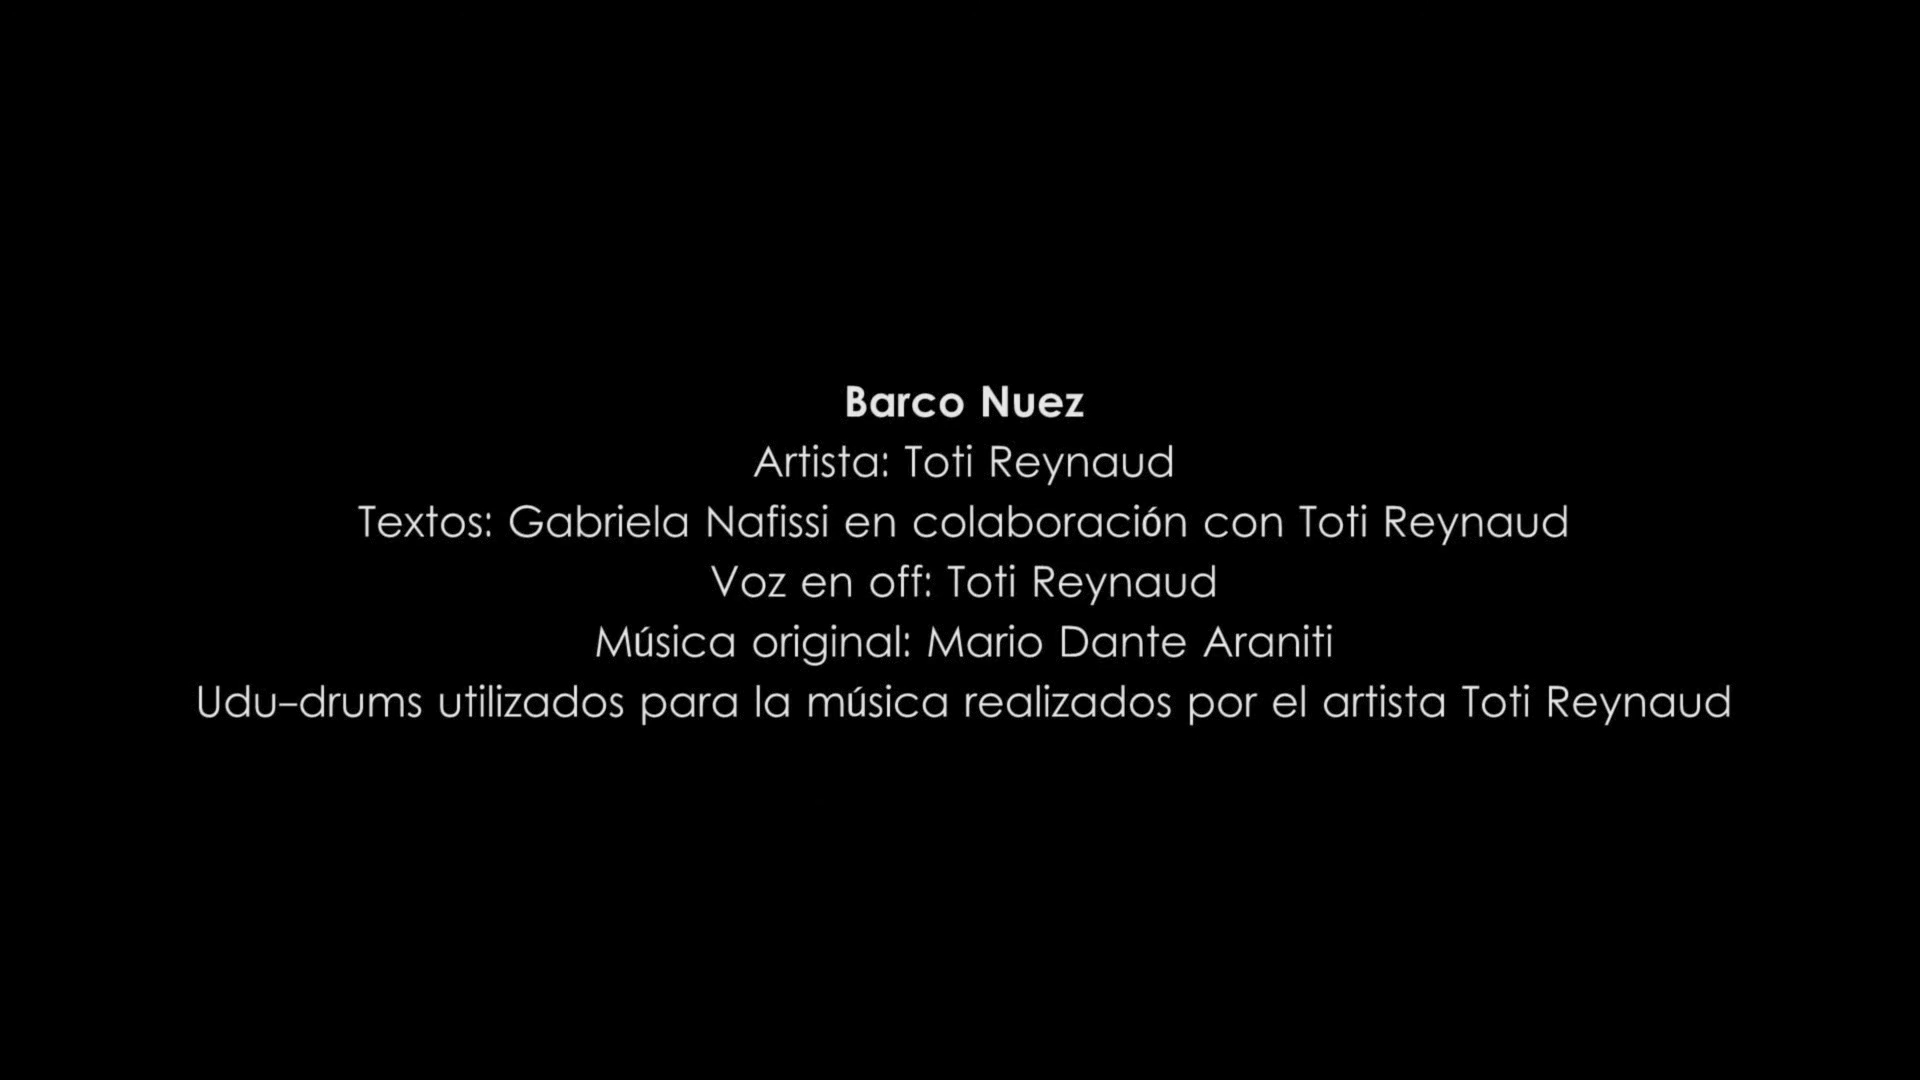 Barco Nuez
Artista: Toti Reynaud
Textos: Gabriela Nafissi en colaboración con Toti Reynaud
Voz en off: Toti Reynaud
Música original: Mario Dante Araniti
Udu-drums utilizados para la música realizados por el artista Toti Reynaud